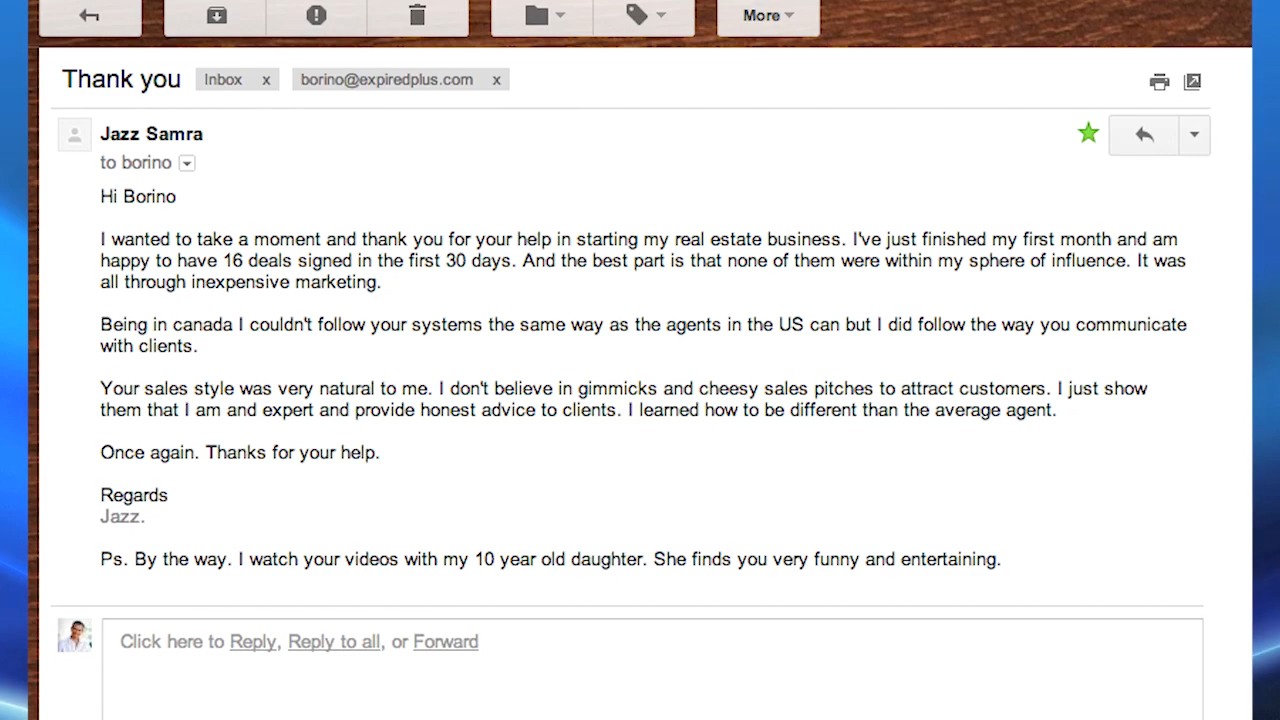 More
Thank you Inbox x borino@expiredplus.com x
Jazz Samra
to borino
Hi Borino
I wanted to take a moment and thank you for your help in starting my real estate business. I've just finished my first month and am
happy to have 16 deals signed in the first 30 days. And the best part is that none of them were within my sphere of influence. It was
all through inexpensive marketing.
Being in canada I couldn't follow your systems the same way as the agents in the US can but I did follow the way you communicate
with clients.
Your sales style was very natural to me. I don't believe in gimmicks and cheesy sales pitches to attract customers. I just show
them that I am and expert and provide honest advice to clients. I learned how to be different than the average agent.
Once again. Thanks for your help.
Regards
Jazz.
Ps. By the way. I watch your videos with my 10 year old daughter. She finds you very funny and entertaining.
Click here to Reply, Reply to all, or Forward